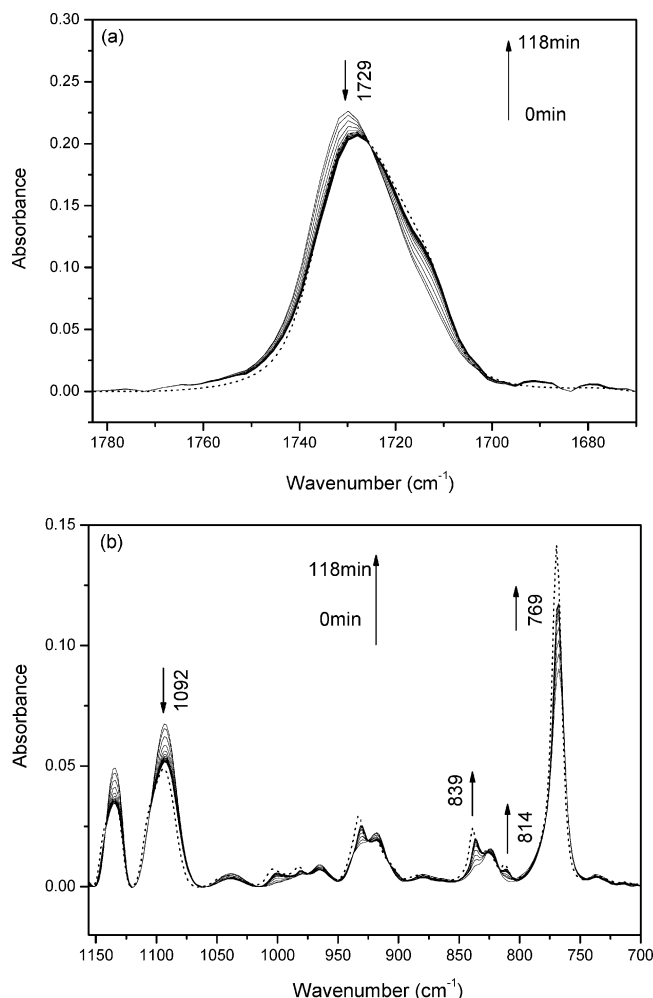 (a)
118min
0min
1729
Absorbance
0.30
0.25
0.20
0.15
0.10
0.05
0.00
1780 1760 1740 1720 1700 1680
Wavenumber (cm⁻¹)
(b)
118min
0min
1092
839
814
769
Absorbance
0.15
0.10
0.05
0.00
1150 1100 1050 1000 950 900 850 800 750 700
Wavenumber (cm⁻¹)